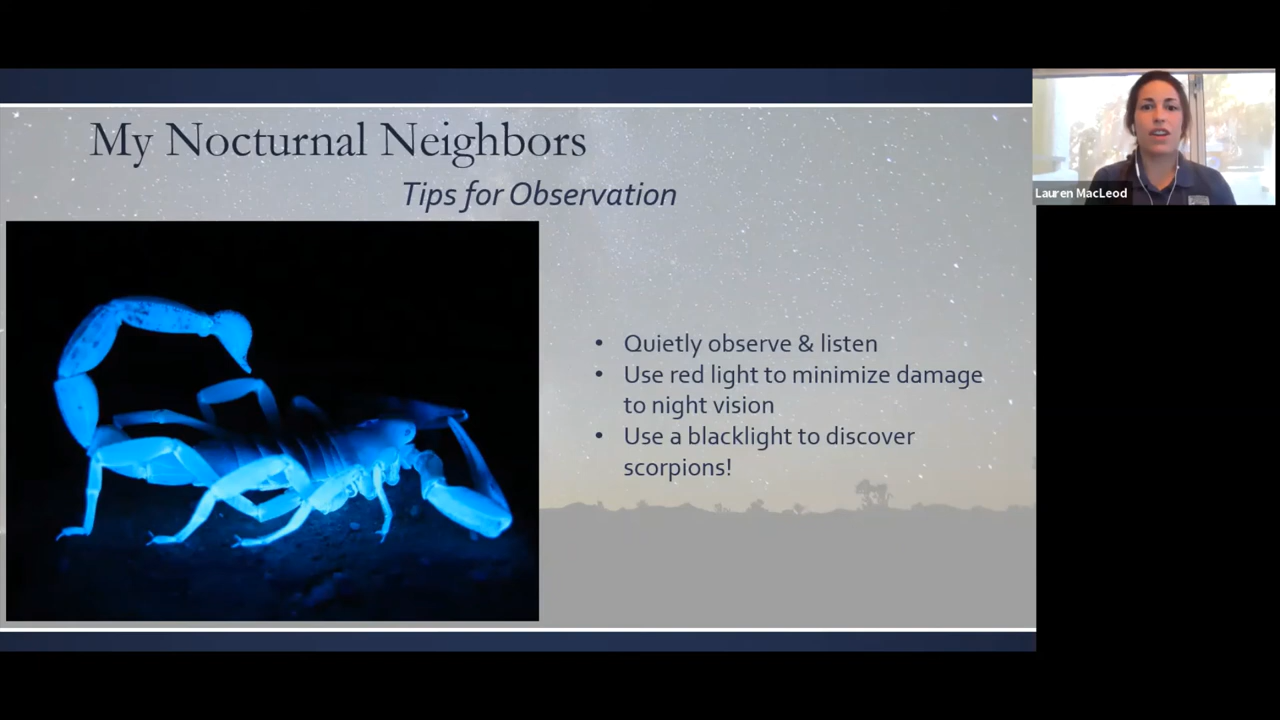 My Nocturnal Neighbors
Tips for Observation
Lauren MacLeod
• Quietly observe & listen
• Use red light to minimize damage
to night vision
• Use a blacklight to discover
scorpions!